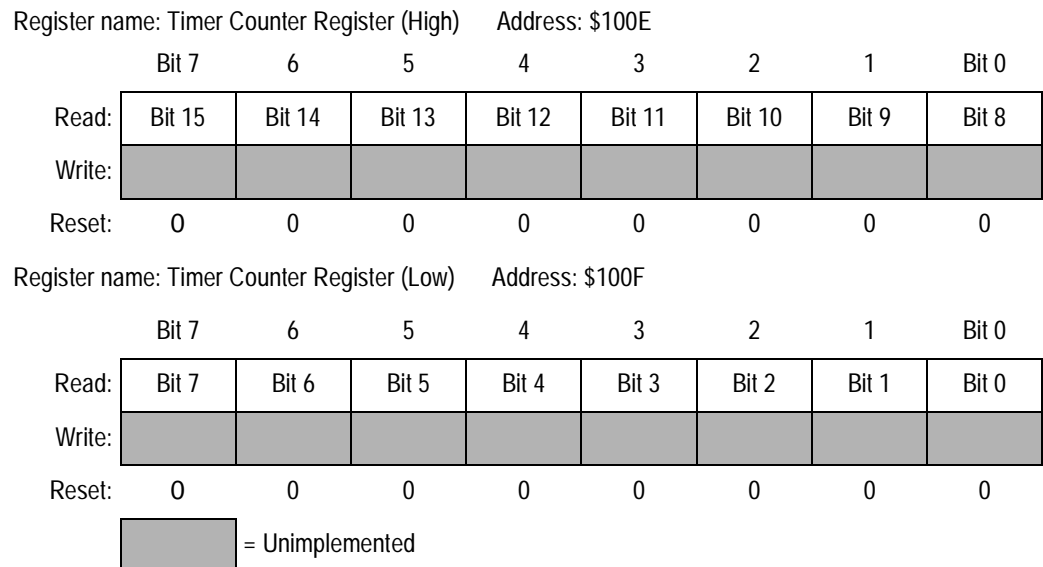 Register name: Timer Counter Register (High) Address: $100E
Bit 7 6 5 4 3 2 1 Bit 0
Read: Bit 15 Bit 14 Bit 13 Bit 12 Bit 11 Bit 10 Bit 9 Bit 8
Write:
Reset: 0 0 0 0 0 0 0 0
Register name: Timer Counter Register (Low) Address: $100F
Bit 7 6 5 4 3 2 1 Bit 0
Read: Bit 7 Bit 6 Bit 5 Bit 4 Bit 3 Bit 2 Bit 1 Bit 0
Write:
Reset: 0 0 0 0 0 0 0 0
= Unimplemented